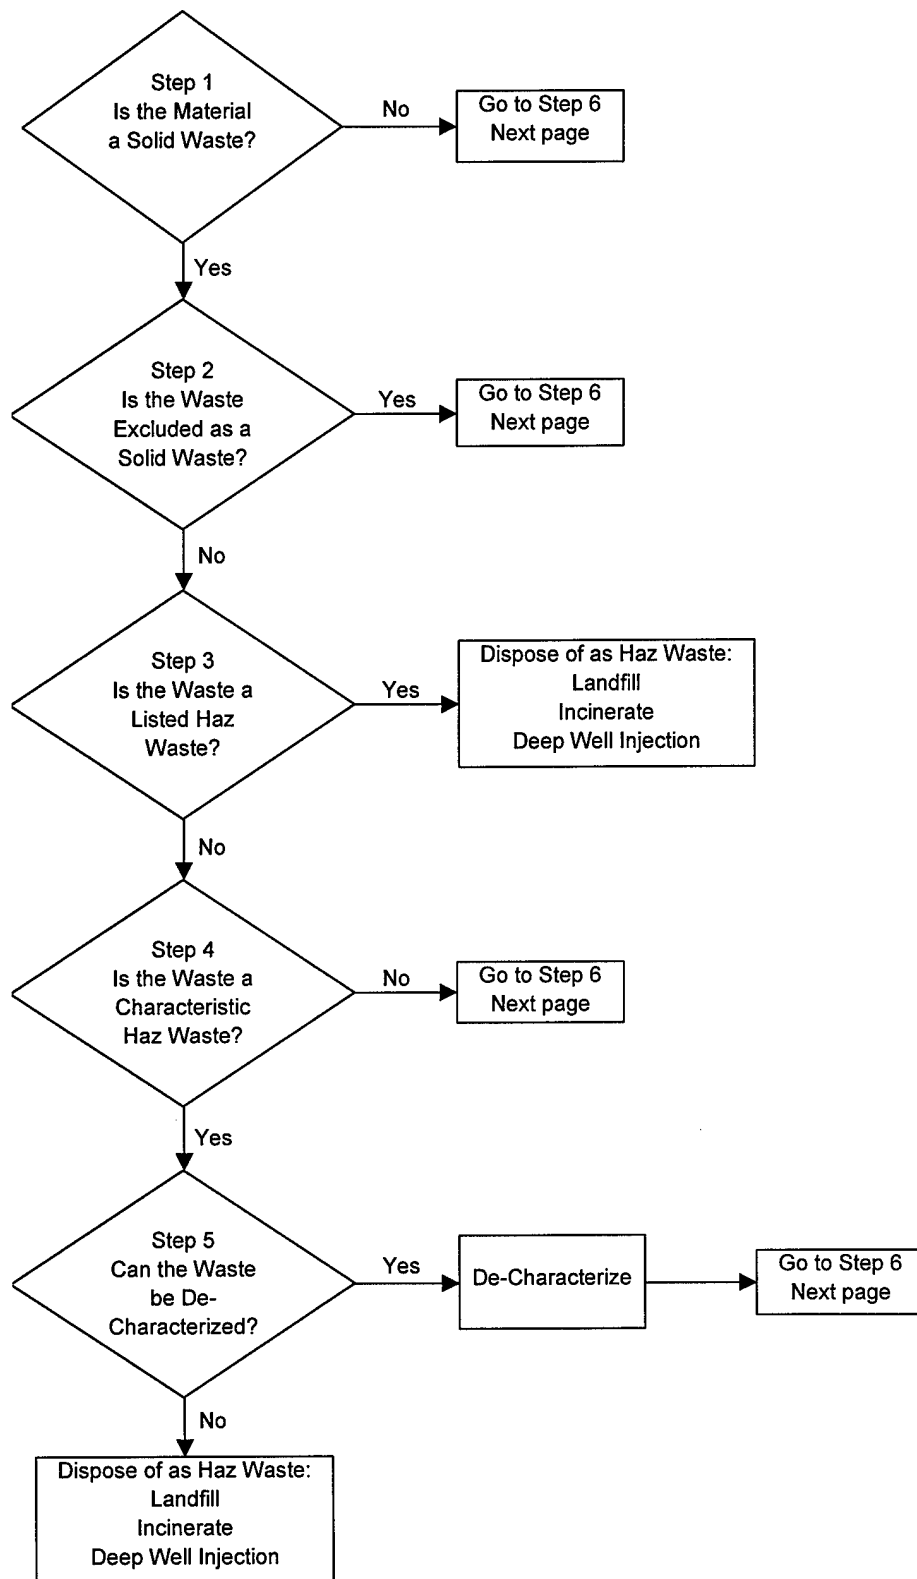 Step 1
Is the Material
a Solid Waste?
No
Go to Step 6
Next page
Yes
Step 2
Is the Waste
Excluded as a
Solid Waste?
Yes
Go to Step 6
Next page
No
Step 3
Is the Waste a
Listed Haz
Waste?
Yes
Dispose of as Haz Waste:
Landfill
Incinerate
Deep Well Injection
No
Step 4
Is the Waste a
Characteristic
Haz Waste?
No
Go to Step 6
Next page
Yes
Step 5
Can the Waste
be De-
Characterized?
Yes
De-Characterize
Go to Step 6
Next page
No
Dispose of as Haz Waste:
Landfill
Incinerate
Deep Well Injection